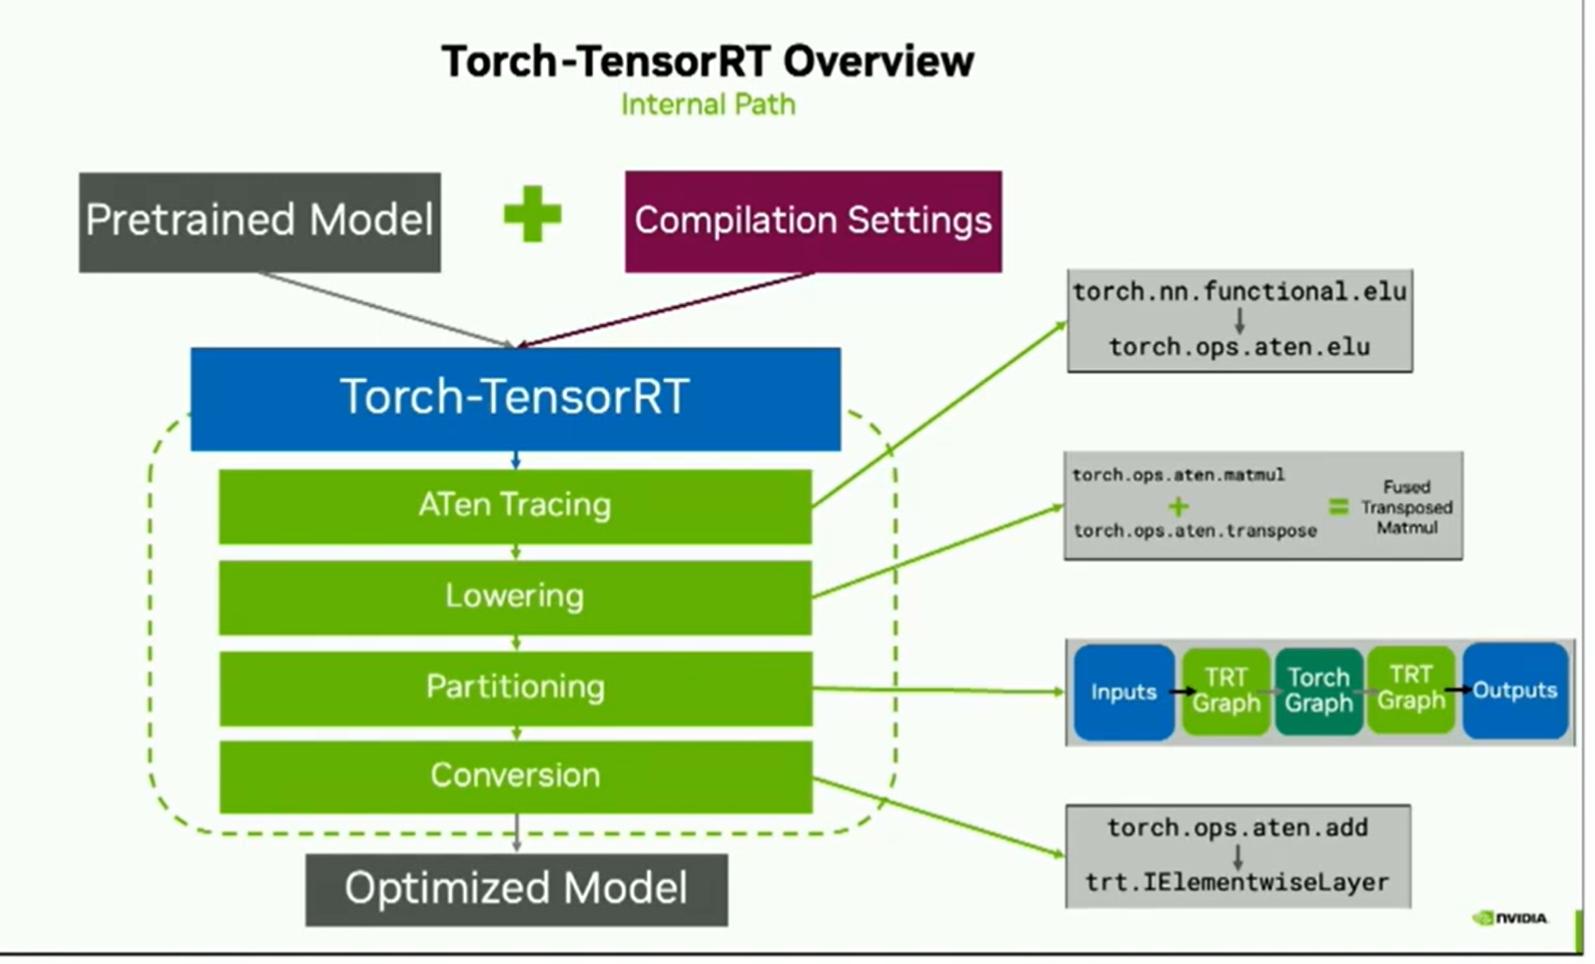 Torch-TensorRT Overview
Internal Path
Pretrained Model
Compilation Settings
Torch-TensorRT
ATen Tracing
Lowering
Partitioning
Conversion
Optimized Model
torch.nn.functional.elu
torch.ops.aten.elu
torch.ops.aten.matmul
+
torch.ops.aten.transpose
=
Fused
Transposed
Matmul
Inputs
TRT
Graph
Torch
Graph
TRT
Graph
Outputs
torch.ops.aten.add
trt.IElementwiseLayer
NVIDIA